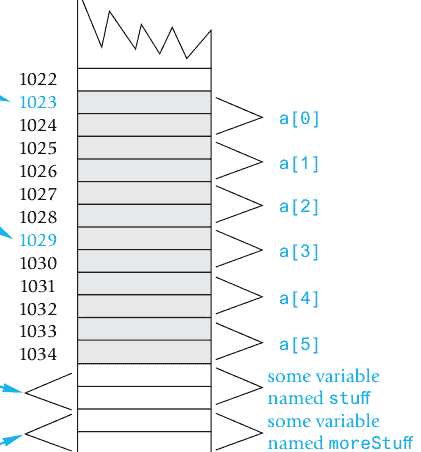 1022
1023
1024
a[0]
1025
1026
a[1]
1027
1028
a[2]
1029
1030
a[3]
1031
1032
a[4]
1033
1034
a[5]
some variable
named stuff
some variable
named moreStuff